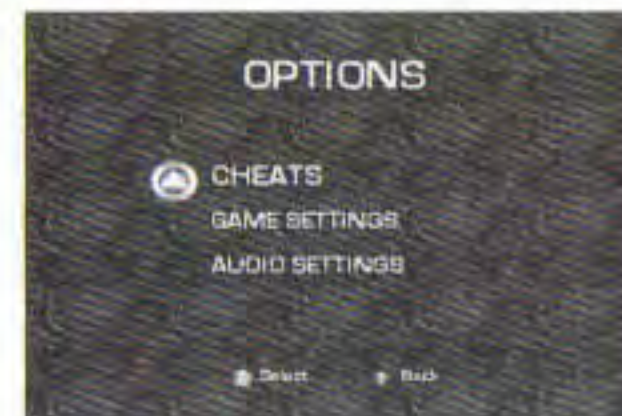 OPTIONS
CHEATS
GAME SETTINGS
AUDIO SETTINGS
Select
Back